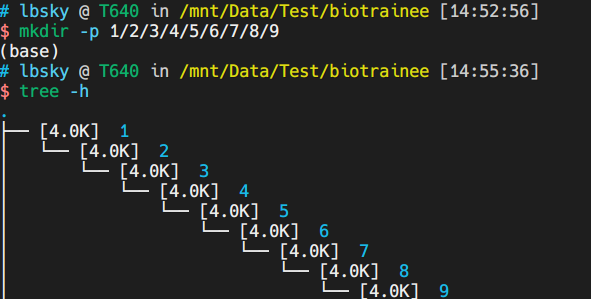 # lbsky @ T640 in /mnt/Data/Test/biotrainee [14:52:56]
$ mkdir -p 1/2/3/4/5/6/7/8/9
(base)
# lbsky @ T640 in /mnt/Data/Test/biotrainee [14:55:36]
$ tree -h
.
├── [4.0K]  1
│   └── [4.0K]  2
│       └── [4.0K]  3
│           └── [4.0K]  4
│               └── [4.0K]  5
│                   └── [4.0K]  6
│                       └── [4.0K]  7
│                           └── [4.0K]  8
│                               └── [4.0K]  9